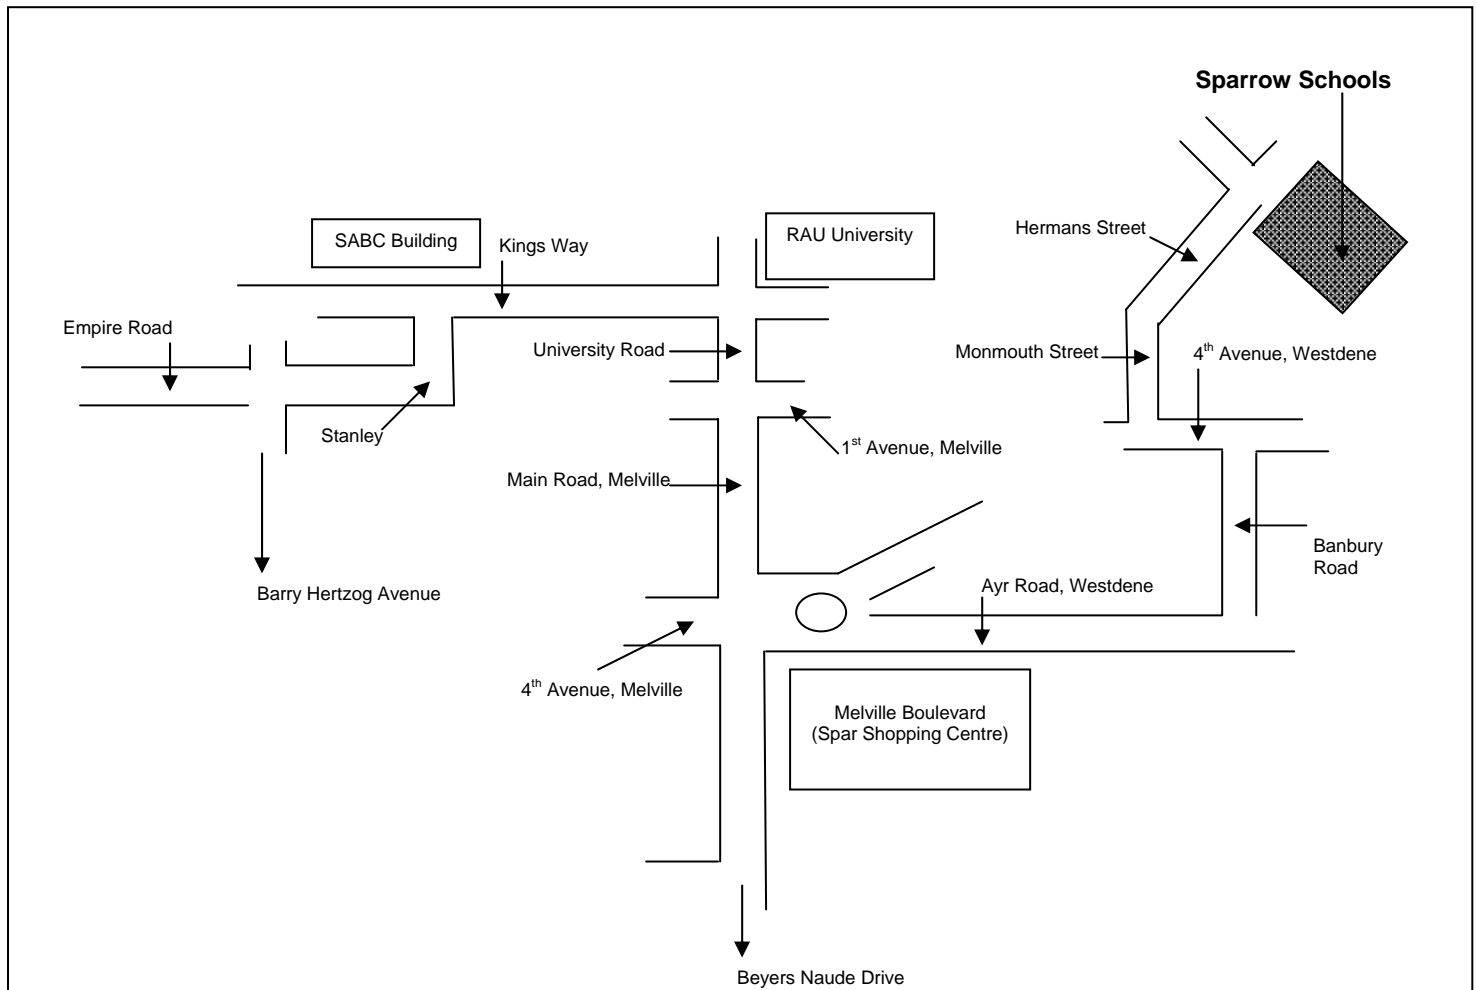 Sparrow Schools
SABC Building
Kings Way
RAU University
Hermans Street
Empire Road
University Road
Monmouth Street
4th Avenue, Westdene
Stanley
1st Avenue, Melville
Main Road, Melville
Banbury
Road
Barry Hertzog Avenue
Ayr Road, Westdene
4th Avenue, Melville
Melville Boulevard
(Spar Shopping Centre)
Beyers Naude Drive